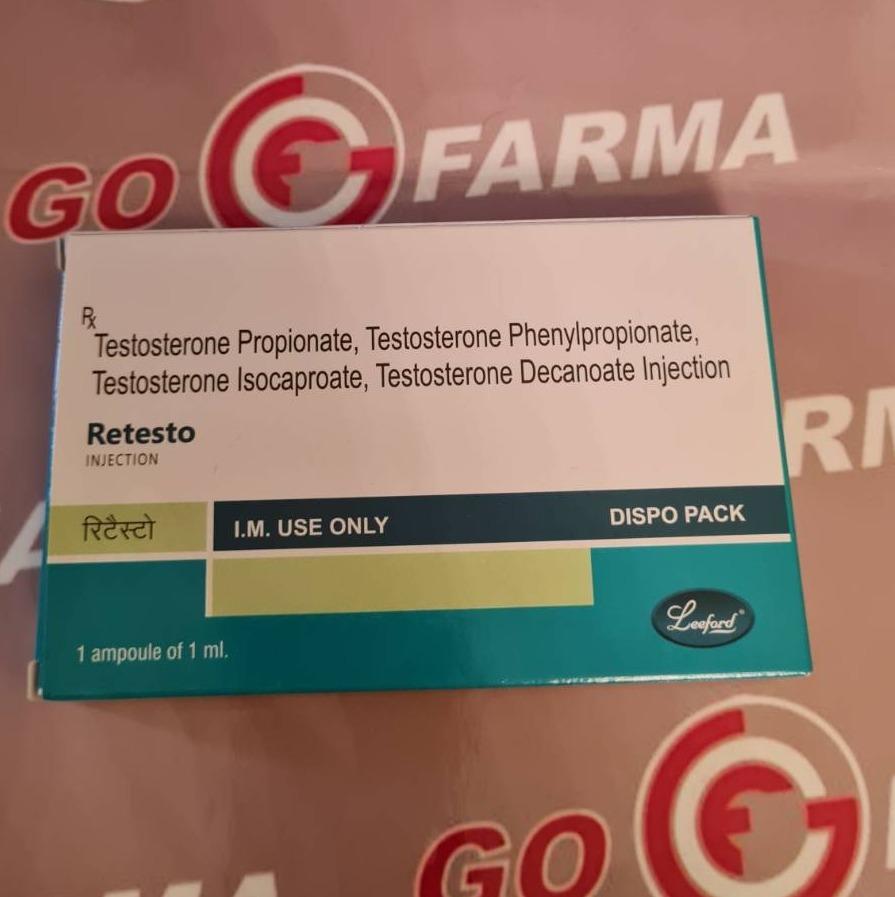 GO FARMA
℞
Testosterone Propionate, Testosterone Phenylpropionate,
Testosterone Isocaproate, Testosterone Decanoate Injection
Retesto
INJECTION
रिटैस्टो
I.M. USE ONLY
DISPO PACK
Leeford®
1 ampoule of 1 ml.
GO